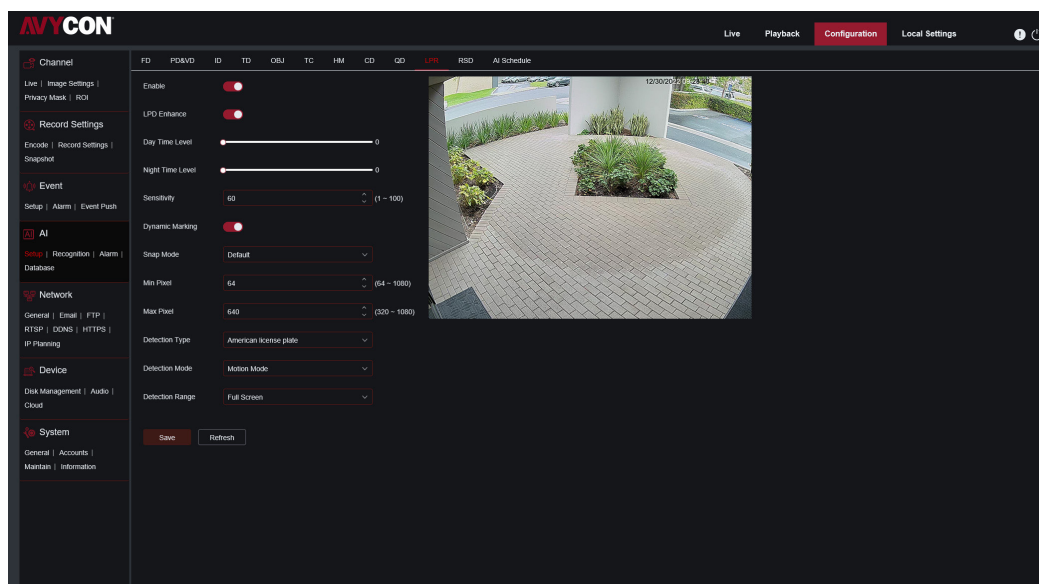 AVYCON
Live Playback Configuration Local Settings
Channel
Live | Image Settings |
Privacy Mask | ROI
Record Settings
Encode | Record Settings |
Snapshot
Event
Setup | Alarm | Event Push
AI AI
Setup | Recognition | Alarm |
Database
Network
General | Email | FTP |
RTSP | DDNS | HTTPS |
IP Planning
Device
Disk Management | Audio |
Cloud
System
General | Accounts |
Maintain | Information
FD PD&VD ID TD OBJ TC HM CD QD LPR RSD AI Schedule
Enable
LPD Enhance
Day Time Level 0
Night Time Level 0
Sensitivity 60 (1 ~ 100)
Dynamic Marking
Snap Mode Default
Min Pixel 64 (64 ~ 1080)
Max Pixel 640 (320 ~ 1080)
Detection Type American license plate
Detection Mode Motion Mode
Detection Range Full Screen
Save Refresh